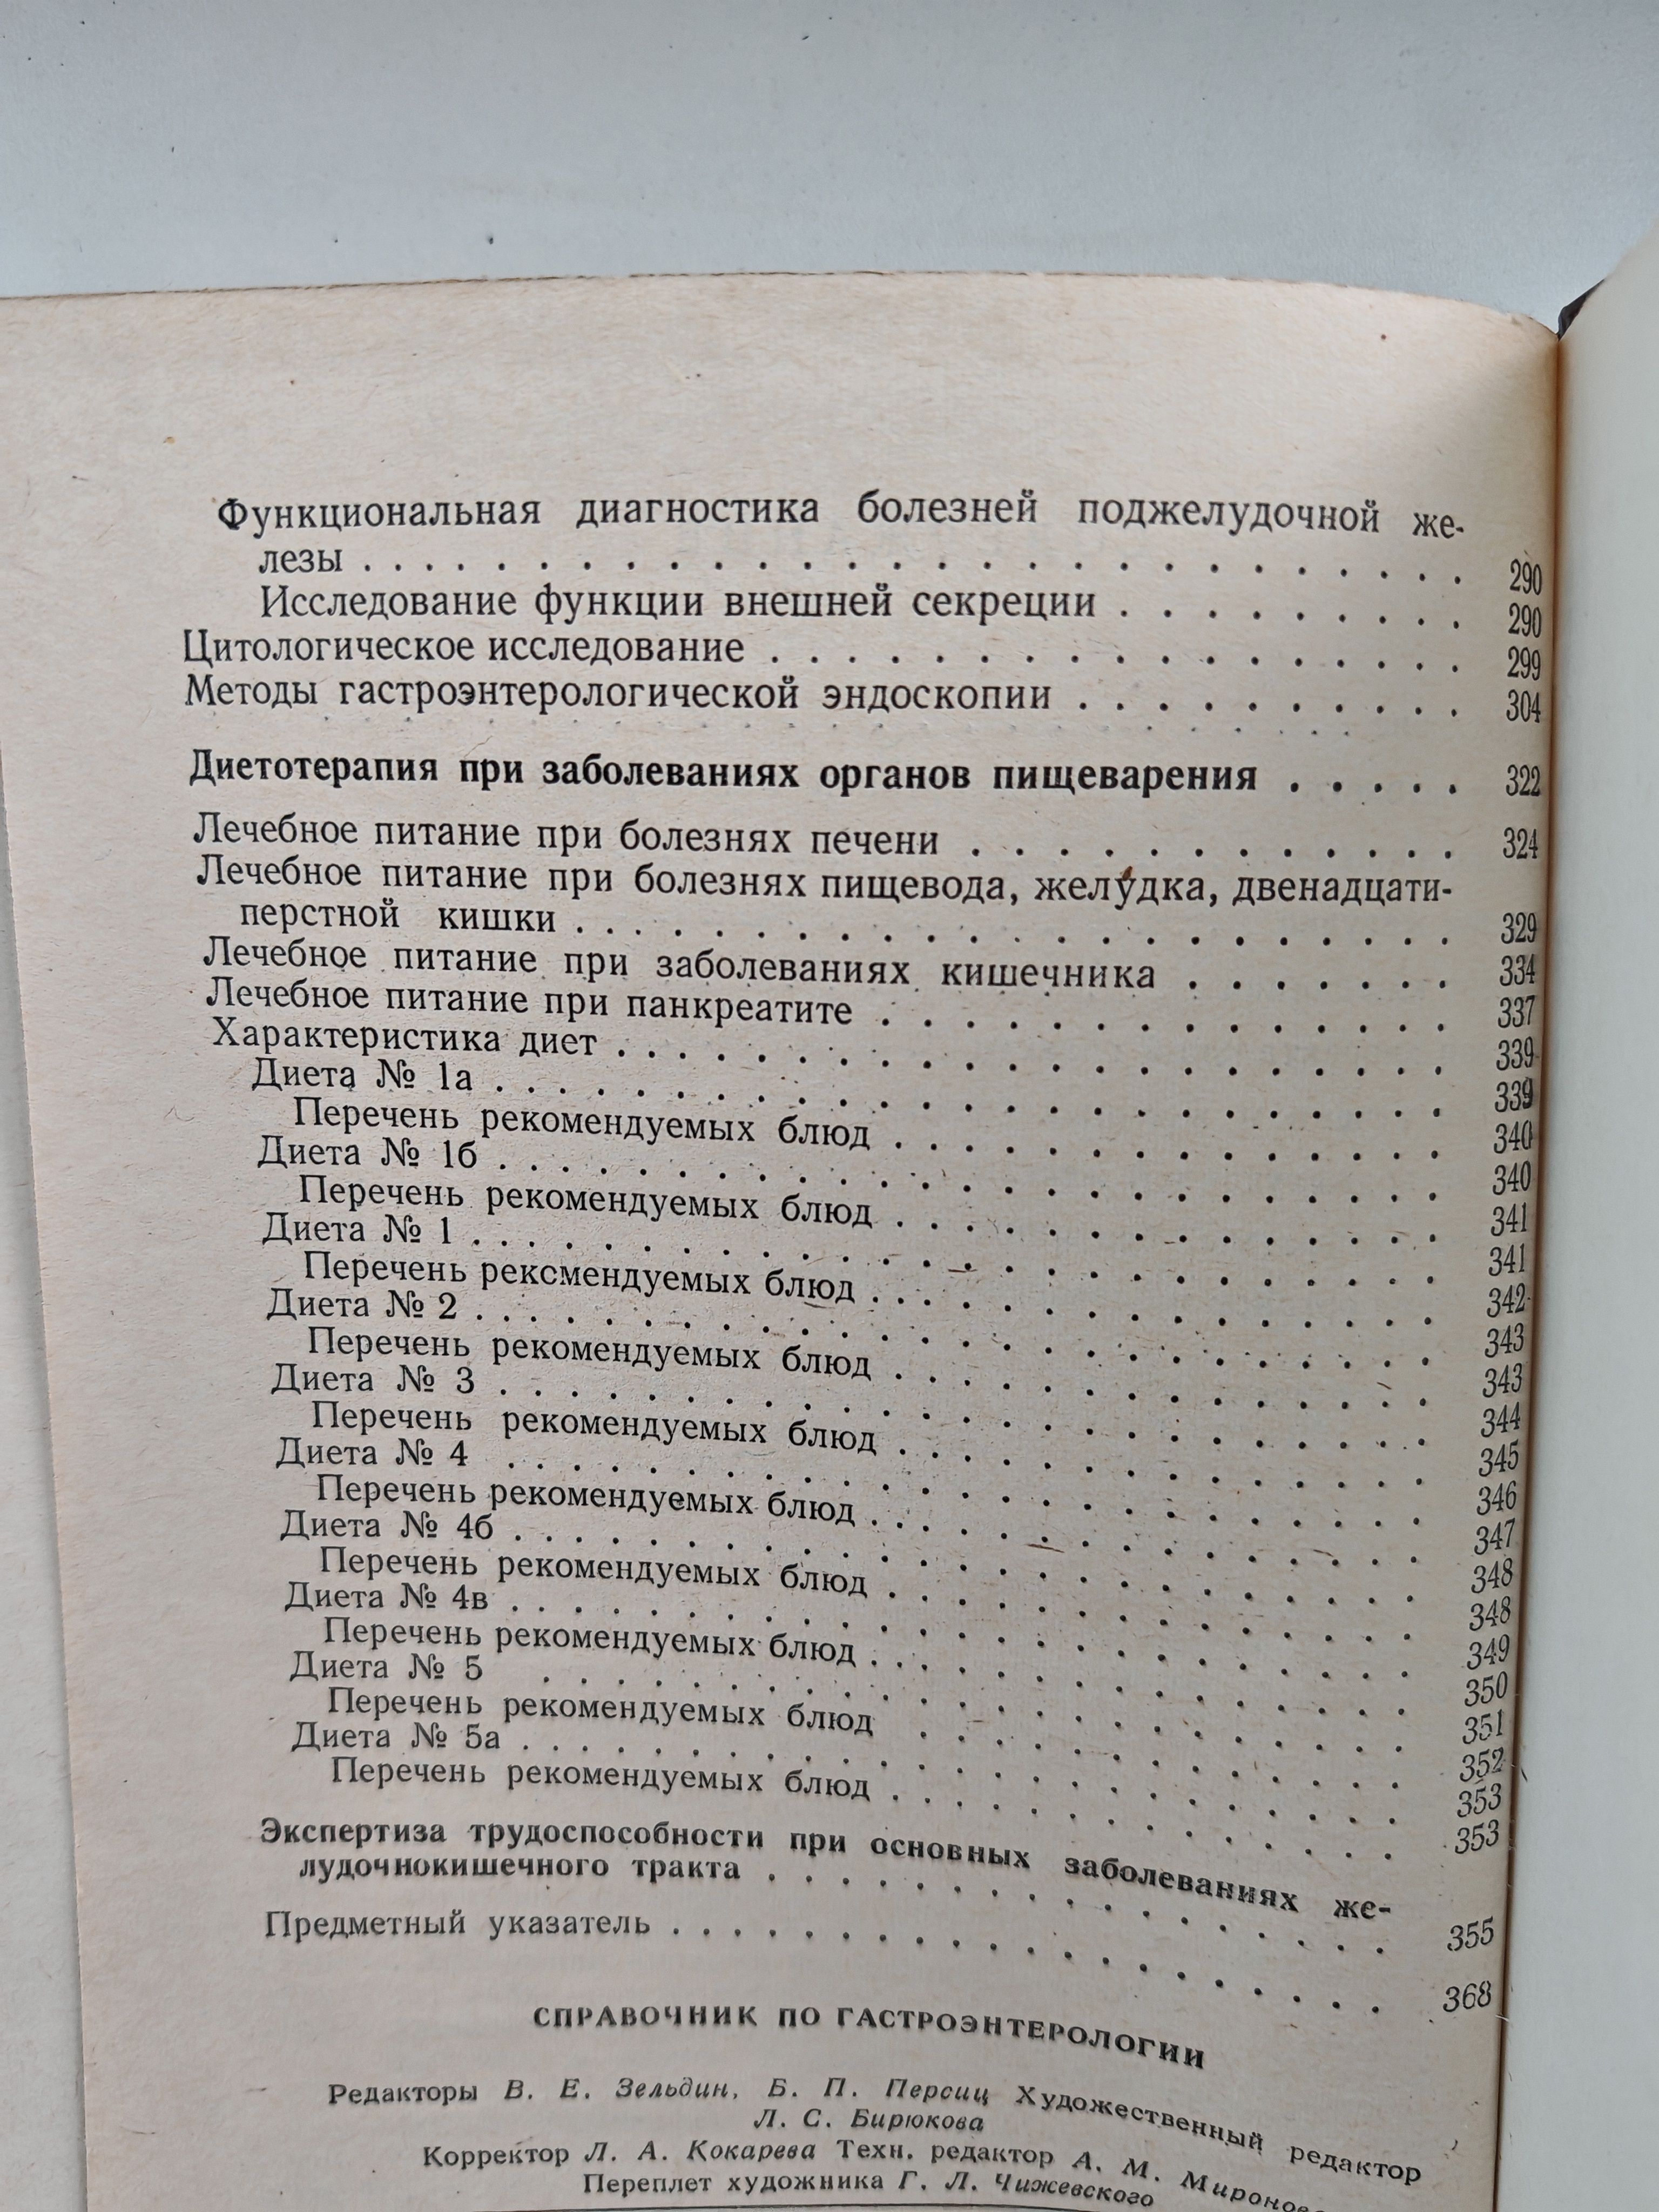 Функциональная диагностика болезней поджелудочной же-
лезы . . . . . . . . . . . . . . . . . . . . . . . . . 290
Исследование функции внешней секреции . . . . . . . . . 290
Цитологическое исследование . . . . . . . . . . . . . . . . 299
Методы гастроэнтерологической эндоскопии . . . . . . . . . . 304
Диетотерапия при заболеваниях органов пищеварения . . . . . 322
Лечебное питание при болезнях печени . . . . . . . . . . . . 324
Лечебное питание при болезнях пищевода, желудка, двенадцати-
перстной кишки . . . . . . . . . . . . . . . . . . . . . 329
Лечебное питание при заболеваниях кишечника . . . . . . . 334
Лечебное питание при панкреатите . . . . . . . . . . . . . . 337
Характеристика диет . . . . . . . . . . . . . . . . . . . . 339
Диета № 1а . . . . . . . . . . . . . . . . . . . . . . . 339
Перечень рекомендуемых блюд . . . . . . . . . . . . . . 340
Диета № 1б . . . . . . . . . . . . . . . . . . . . . . . 340
Перечень рекомендуемых блюд . . . . . . . . . . . . . . 341
Диета № 1 . . . . . . . . . . . . . . . . . . . . . . . . 341
Перечень рекомендуемых блюд . . . . . . . . . . . . . . 342
Диета № 2 . . . . . . . . . . . . . . . . . . . . . . . . 343
Перечень рекомендуемых блюд . . . . . . . . . . . . . . 343
Диета № 3 . . . . . . . . . . . . . . . . . . . . . . . 344
Перечень рекомендуемых блюд . . . . . . . . . . . . . . 345
Диета № 4 . . . . . . . . . . . . . . . . . . . . . . . 346
Перечень рекомендуемых блюд . . . . . . . . . . . . . . 347
Диета № 4б . . . . . . . . . . . . . . . . . . . . . . . 348
Перечень рекомендуемых блюд . . . . . . . . . . . . . . 348
Диета № 4в . . . . . . . . . . . . . . . . . . . . . . . 349
Перечень рекомендуемых блюд . . . . . . . . . . . . . . 350
Диета № 5 . . . . . . . . . . . . . . . . . . . . . . 351
Перечень рекомендуемых блюд . . . . . . . . . . . . . 352
Диета № 5а . . . . . . . . . . . . . . . . . . . . . . . 353
Перечень рекомендуемых блюд . . . . . . . . . . . . . . 353
Экспертиза трудоспособности при основных заболеваниях же-
лудочнокишечного тракта . . . . . . . . . . . . . . . . . 355
Предметный указатель . . . . . . . . . . . . . . . . . . . 368
СПРАВОЧНИК ПО ГАСТРОЭНТЕРОЛОГИИ
Редакторы В. Е. Зельдин, Б. П. Персиц Художественный редактор
Л. С. Бирюкова
Корректор Л. А. Кокарева Техн. редактор А. М. Миронова
Переплет художника Г. Л. Чижевского